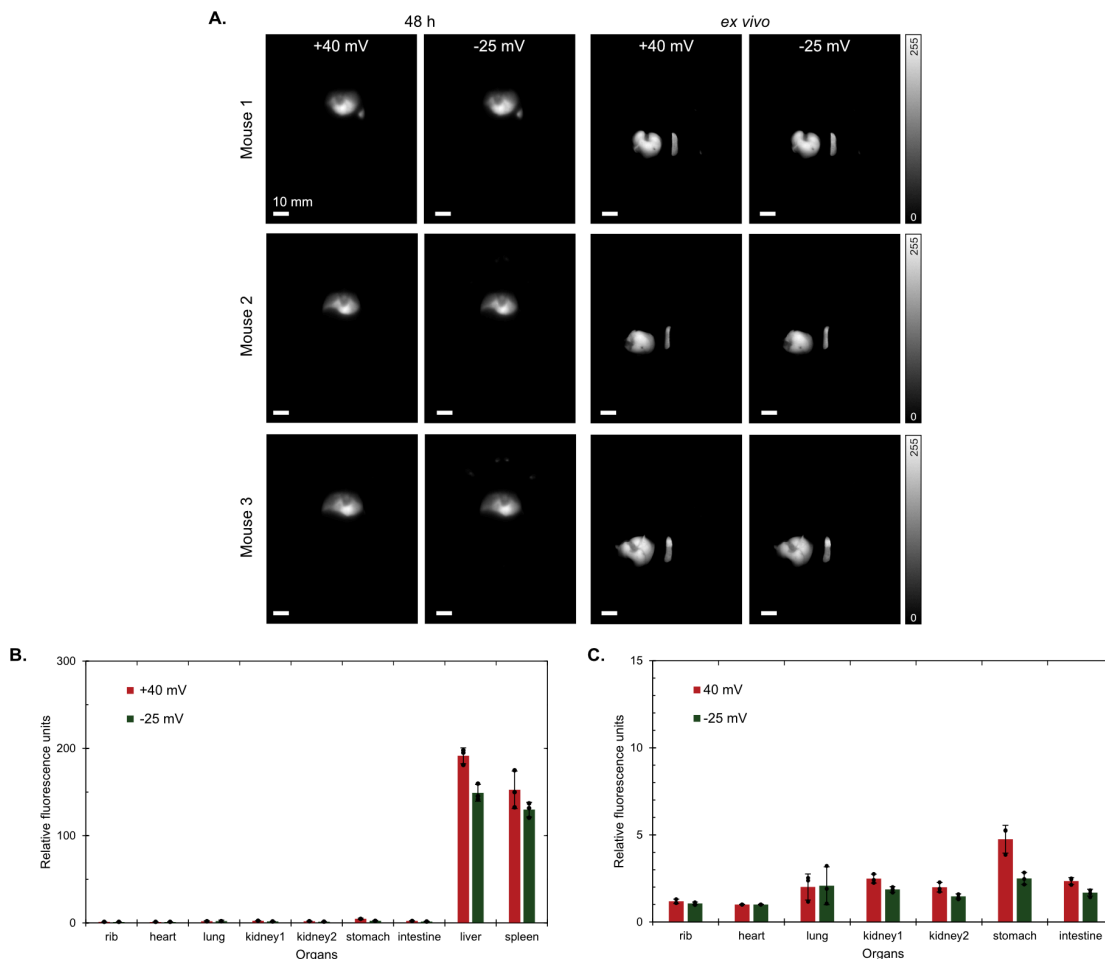 A.
48 h
ex vivo
+40 mV
-25 mV
+40 mV
-25 mV
Mouse 1
10 mm
255
0
Mouse 2
255
0
Mouse 3
255
0
B.
Relative fluorescence units
300
200
100
0
+40 mV
-25 mV
rib heart lung kidney1 kidney2 stomach intestine liver spleen
Organs
C.
Relative fluorescence units
15
10
5
0
40 mV
-25 mV
rib heart lung kidney1 kidney2 stomach intestine
Organs